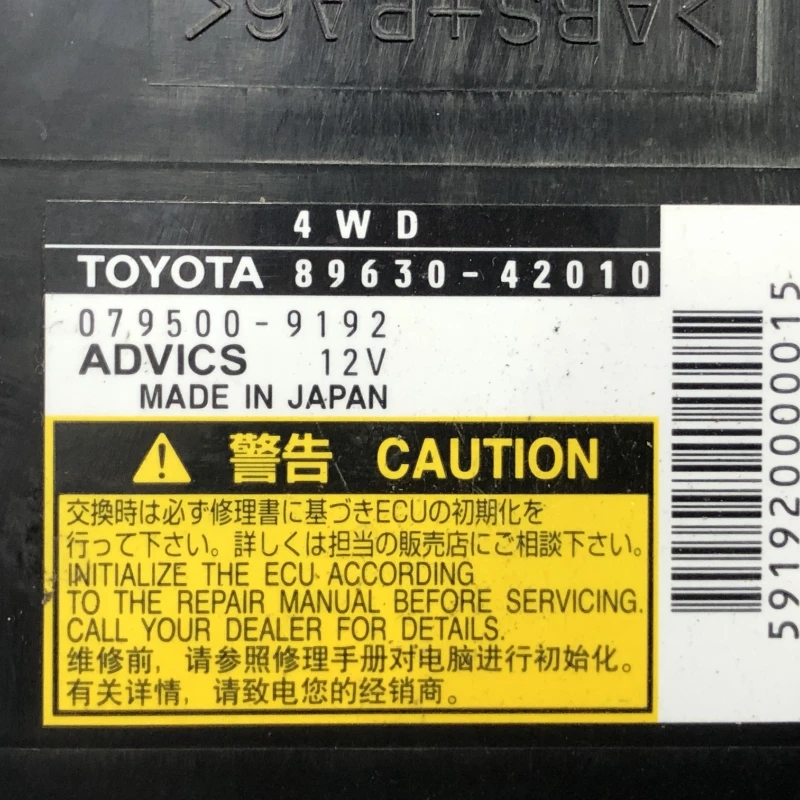 >ABS+PA6<
4WD
TOYOTA 89630-42010
079500-9192
ADVICS 12V
MADE IN JAPAN
警告 CAUTION
交換時は必ず修理書に基づきECUの初期化を
行って下さい。詳しくは担当の販売店にご相談下さい。
INITIALIZE THE ECU ACCORDING
TO THE REPAIR MANUAL BEFORE SERVICING.
CALL YOUR DEALER FOR DETAILS.
维修前，请参照修理手册对电脑进行初始化。
有关详情，请致电您的经销商。
5919200000015